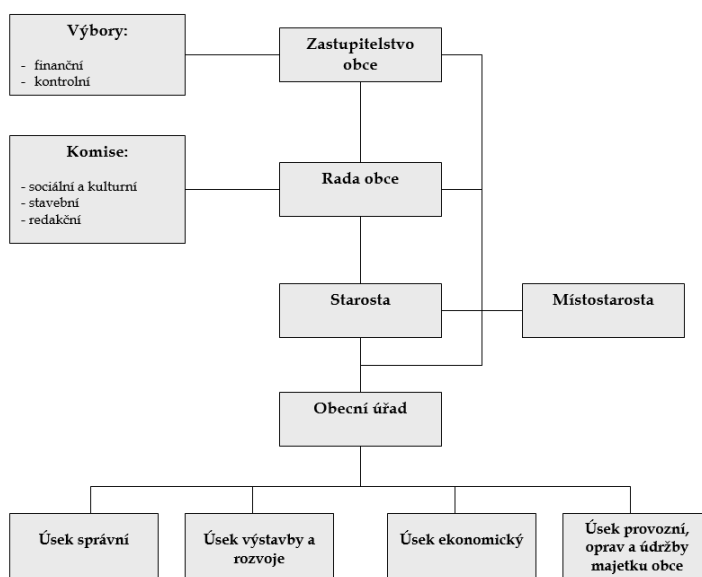 Výbory:
- finanční
- kontrolní
Zastupitelstvo
obce
Komise:
- sociální a kulturní
- stavební
- redakční
Rada obce
Starosta
Místostarosta
Obecní úřad
Úsek správní
Úsek výstavby a
rozvoje
Úsek ekonomický
Úsek provozní,
oprav a údržby
majetku obce